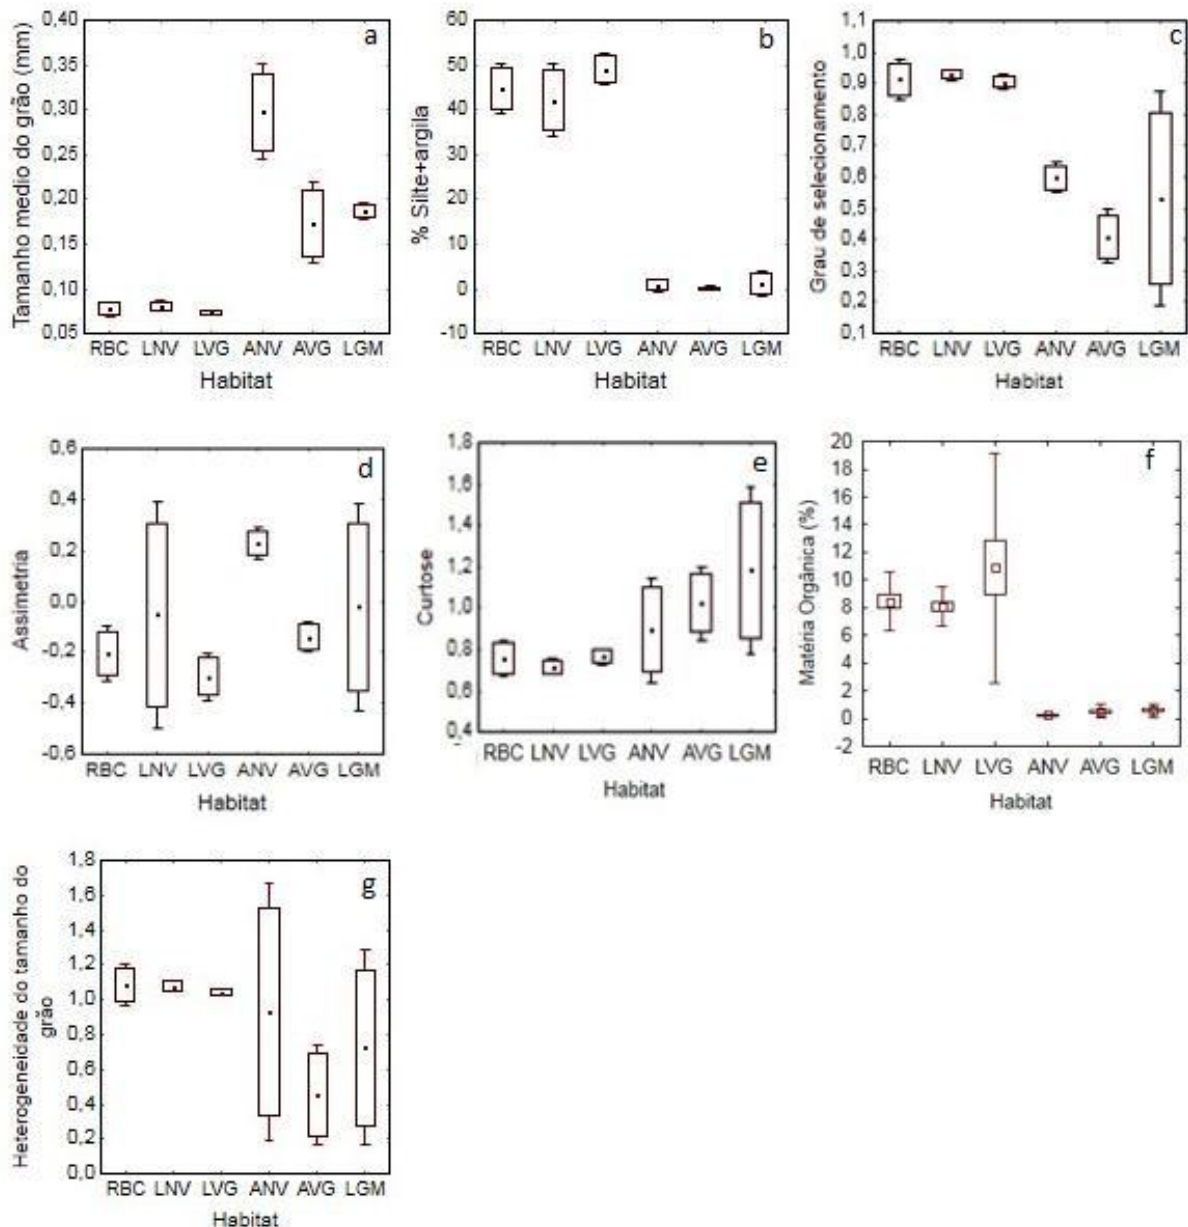 a
Tamanho medio do grão (mm)
0,40
0,35
0,30
0,25
0,20
0,15
0,10
0,05
RBC LNV LVG ANV AVG LGM
Habitat
b
% Silte+argila
60
50
40
30
20
10
0
-10
RBC LNV LVG ANV AVG LGM
Habitat
c
Grau de selecionamento
1,1
1,0
0,9
0,8
0,7
0,6
0,5
0,4
0,3
0,2
0,1
RBC LNV LVG ANV AVG LGM
Habitat
d
Assimetria
0,6
0,4
0,2
0,0
-0,2
-0,4
-0,6
RBC LNV LVG ANV AVG LGM
Habitat
e
Curtose
1,8
1,6
1,4
1,2
1,0
0,8
0,6
0,4
RBC LNV LVG ANV AVG LGM
Habitat
f
Matéria Orgânica (%)
20
18
16
14
12
10
8
6
4
2
0
-2
RBC LNV LVG ANV AVG LGM
Habitat
g
Heterogeneidade do tamanho do
grão
1,8
1,6
1,4
1,2
1,0
0,8
0,6
0,4
0,2
0,0
RBC LNV LVG ANV AVG LGM
Habitat